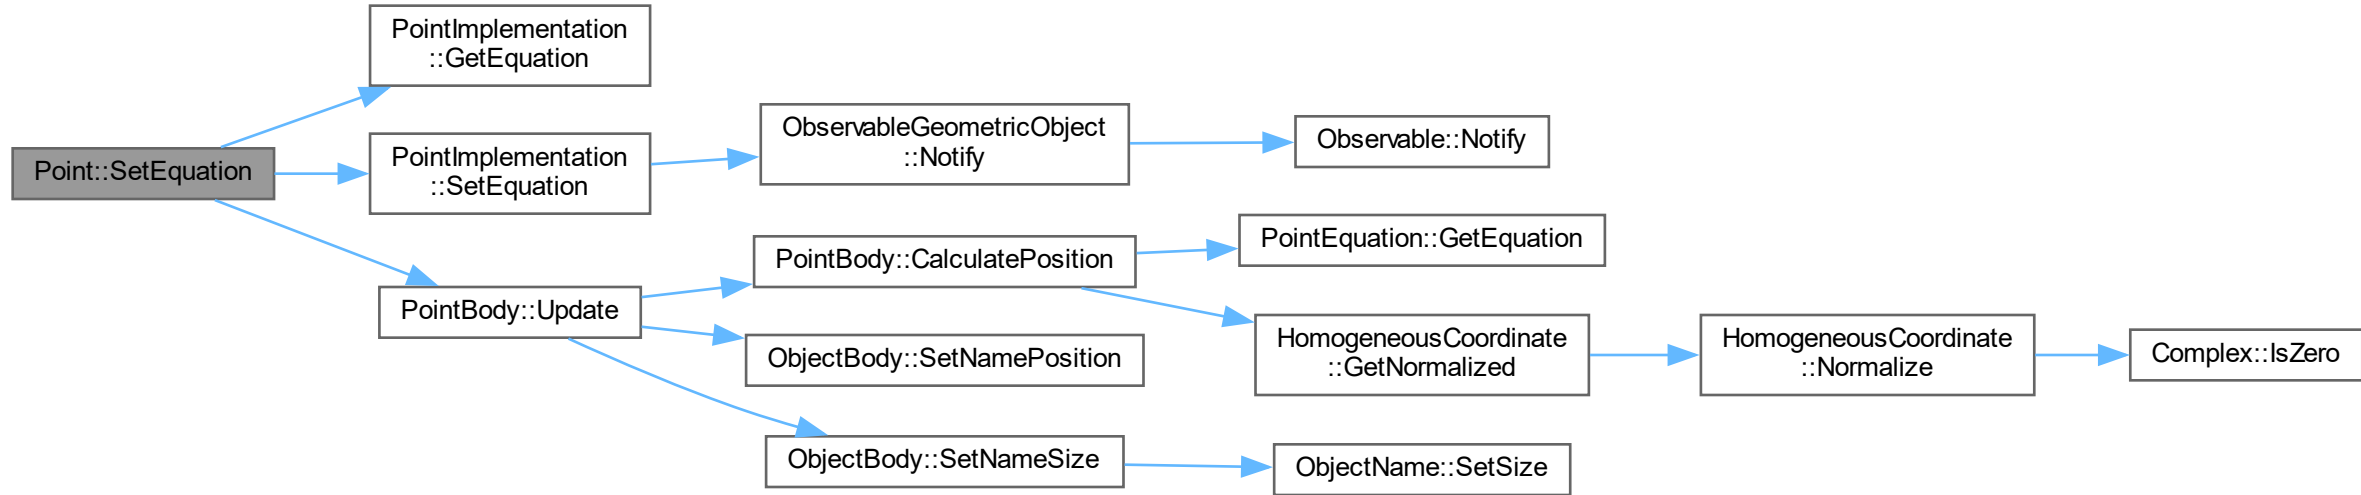 Point::SetEquation
PointImplementation
::GetEquation
PointImplementation
::SetEquation
ObservableGeometricObject
::Notify
Observable::Notify
PointBody::Update
PointBody::CalculatePosition
PointEquation::GetEquation
HomogeneousCoordinate
::GetNormalized
HomogeneousCoordinate
::Normalize
Complex::IsZero
ObjectBody::SetNamePosition
ObjectBody::SetNameSize
ObjectName::SetSize